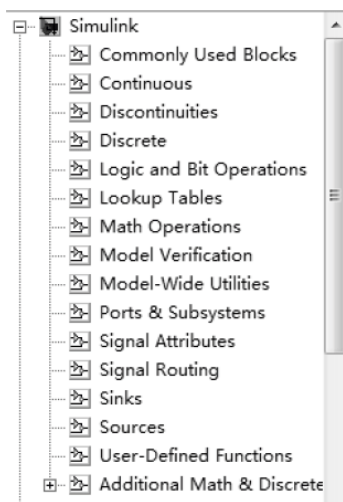 Simulink
Commonly Used Blocks
Continuous
Discontinuities
Discrete
Logic and Bit Operations
Lookup Tables
Math Operations
Model Verification
Model-Wide Utilities
Ports & Subsystems
Signal Attributes
Signal Routing
Sinks
Sources
User-Defined Functions
Additional Math & Discrete